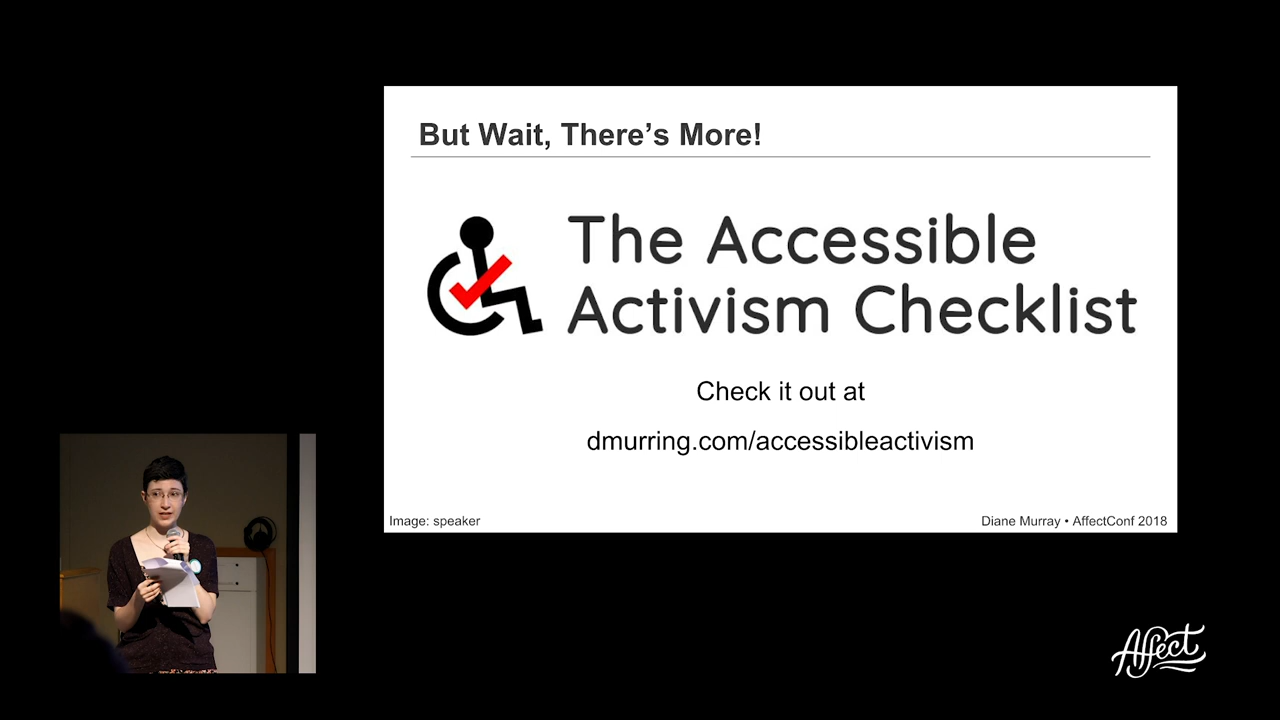 But Wait, There’s More!
The Accessible
Activism Checklist
Check it out at
dmurring.com/accessibleactivism
Image: speaker
Diane Murray • AffectConf 2018
Affect